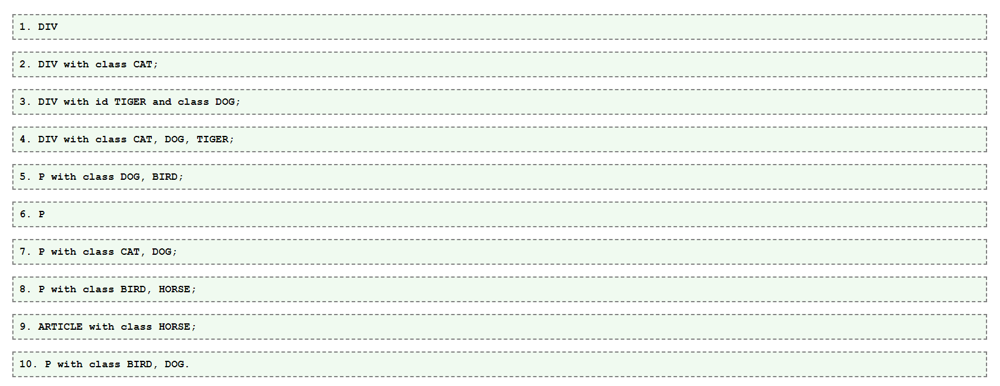 1. DIV
2. DIV with class CAT;
3. DIV with id TIGER and class DOG;
4. DIV with class CAT, DOG, TIGER;
5. P with class DOG, BIRD;
6. P
7. P with class CAT, DOG;
8. P with class BIRD, HORSE;
9. ARTICLE with class HORSE;
10. P with class BIRD, DOG.